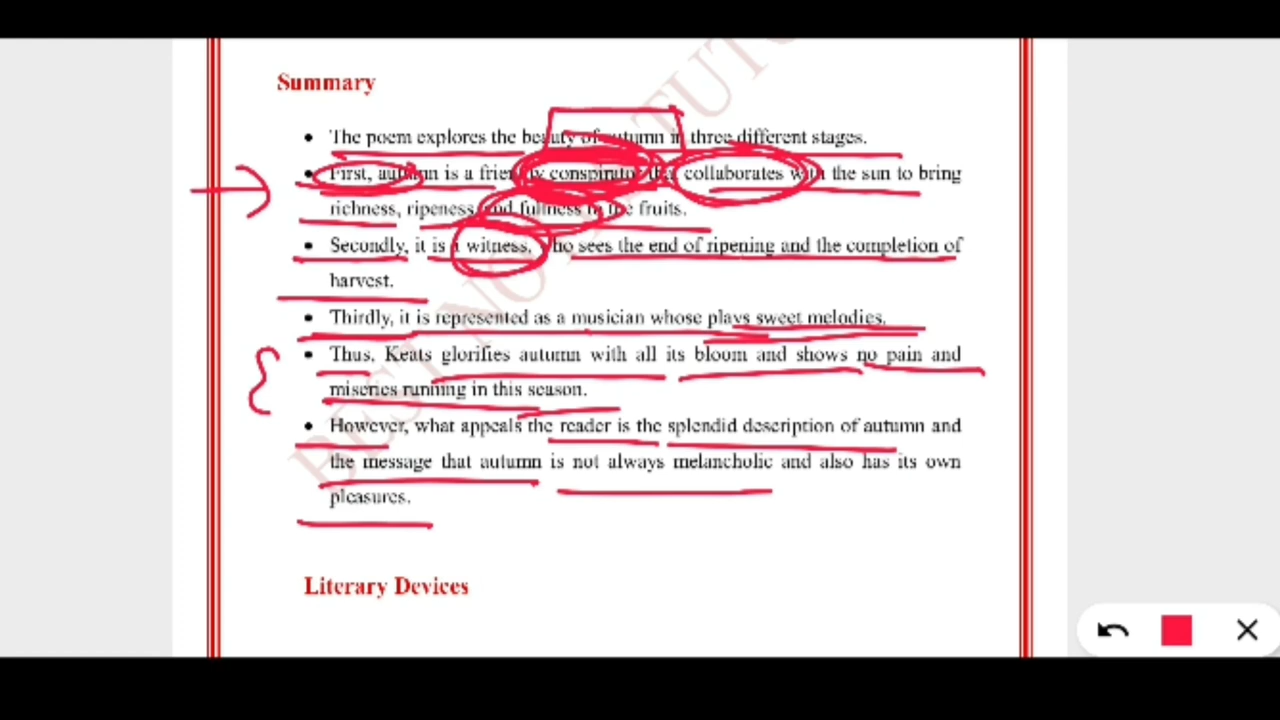 Summary
• The poem explores the beauty of autumn in three different stages.
• First, autumn is a friendly conspirator that collaborates with the sun to bring
richness, ripeness, and fullness in the fruits.
• Secondly, it is a witness, who sees the end of ripening and the completion of
harvest.
• Thirdly, it is represented as a musician whose plays sweet melodies.
• Thus, Keats glorifies autumn with all its bloom and shows no pain and
miseries running in this season.
• However, what appeals the reader is the splendid description of autumn and
the message that autumn is not always melancholic and also has its own
pleasures.
Literary Devices